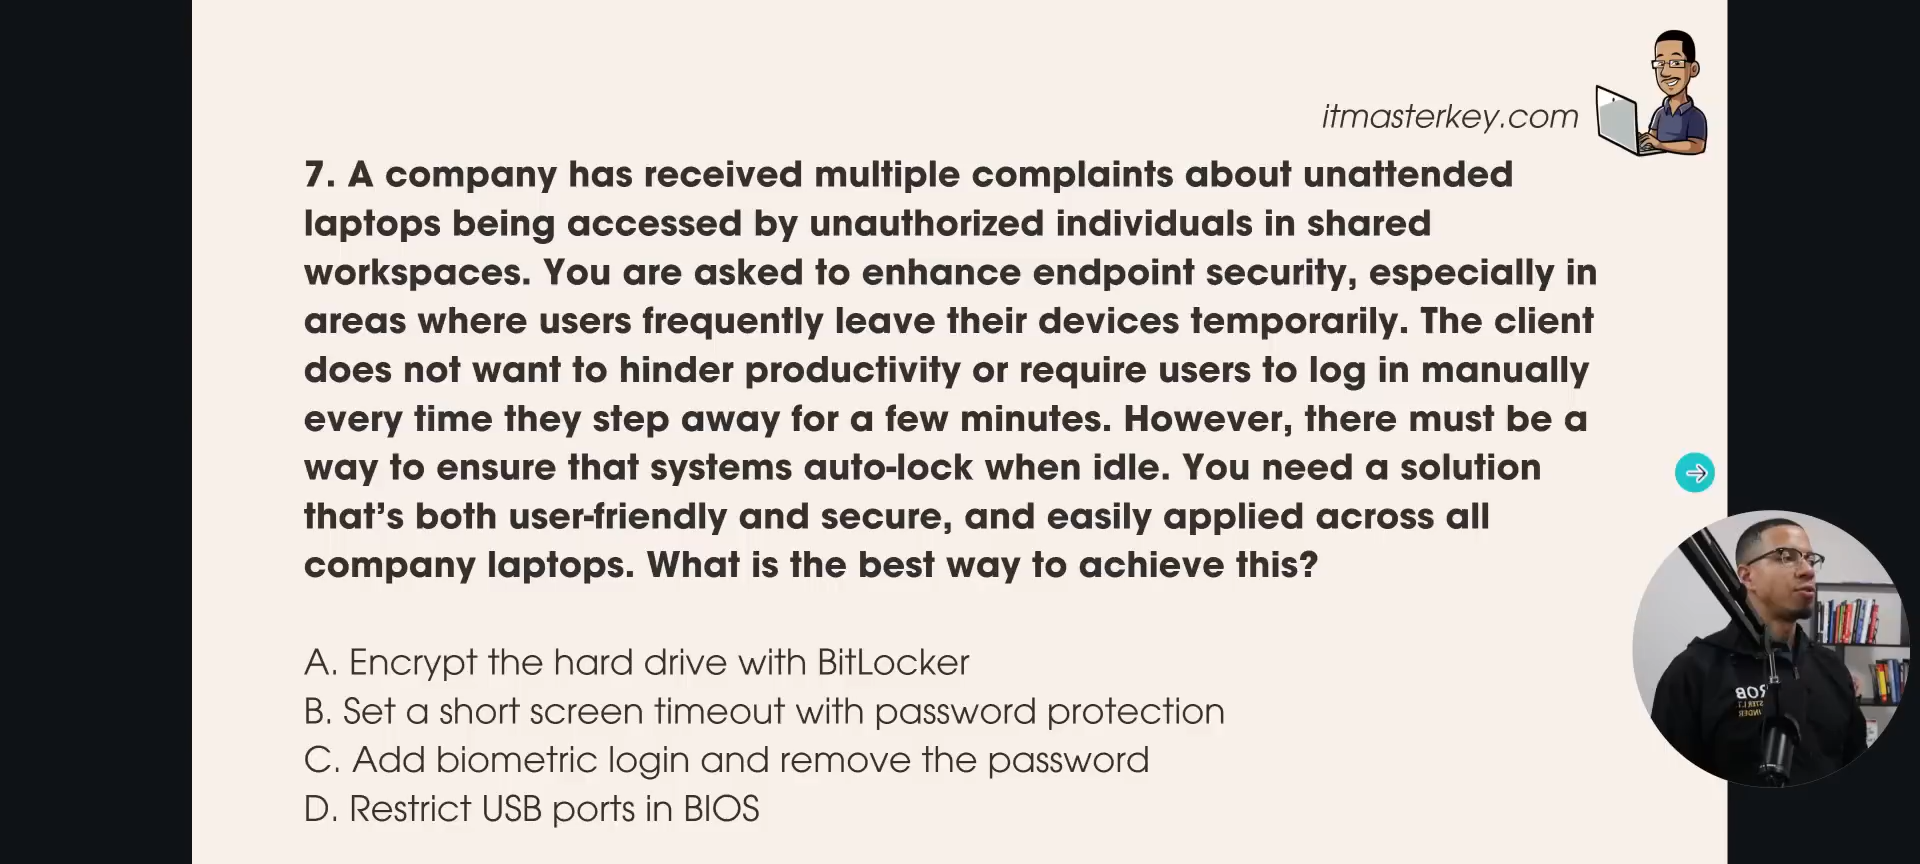 itmasterkey.com
7. A company has received multiple complaints about unattended
laptops being accessed by unauthorized individuals in shared
workspaces. You are asked to enhance endpoint security, especially in
areas where users frequently leave their devices temporarily. The client
does not want to hinder productivity or require users to log in manually
every time they step away for a few minutes. However, there must be a
way to ensure that systems auto-lock when idle. You need a solution
that’s both user-friendly and secure, and easily applied across all
company laptops. What is the best way to achieve this?
A. Encrypt the hard drive with BitLocker
B. Set a short screen timeout with password protection
C. Add biometric login and remove the password
D. Restrict USB ports in BIOS